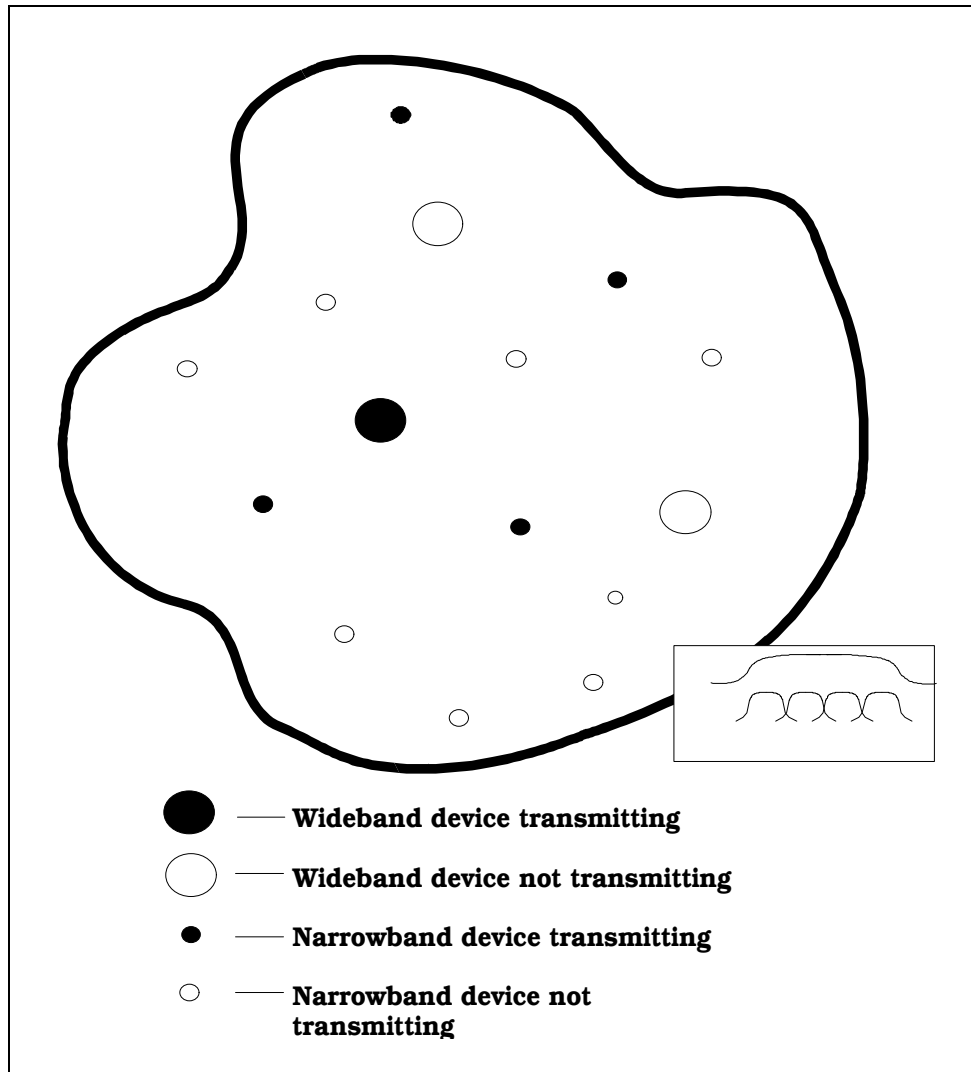 Wideband device transmitting
Wideband device not transmitting
Narrowband device transmitting
Narrowband device not
transmitting